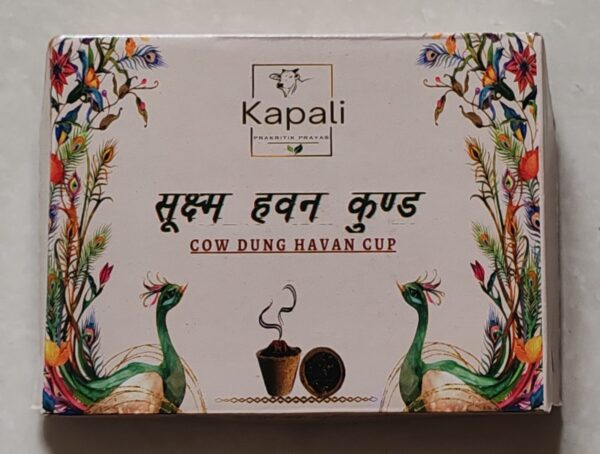 Kapali
PRAKRITIK PRAYAS
सूक्ष्म हवन कुण्ड
COW DUNG HAVAN CUP